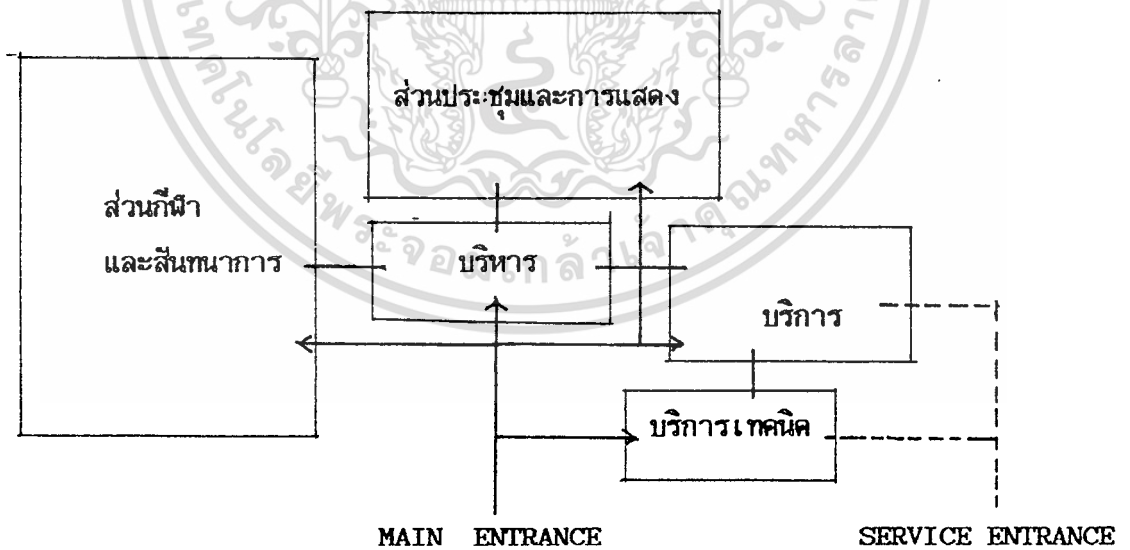 ส่วนประชุมและการแสดง
ส่วนกีฬา
และสันทนาการ
บริหาร
บริการ
บริการเทคนิค
MAIN ENTRANCE
SERVICE ENTRANCE